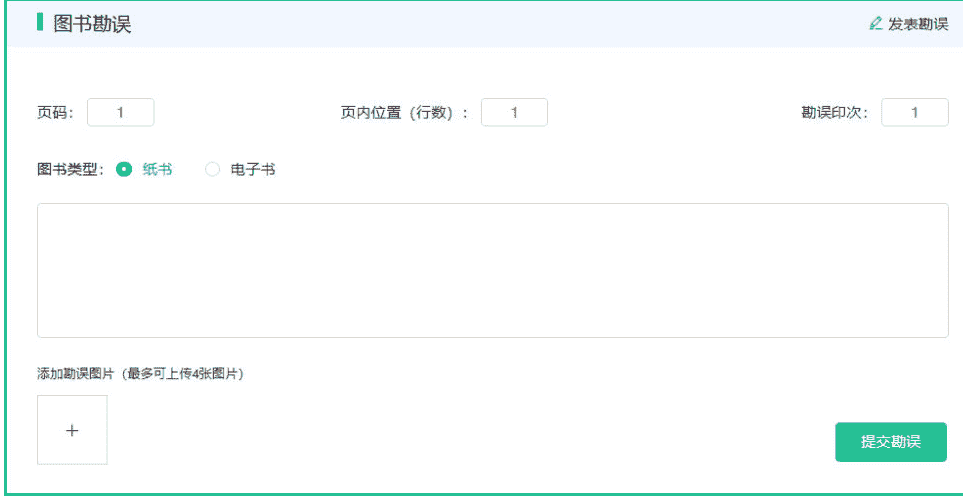 图书勘误
发表勘误
页码： 1 页内位置（行数）： 1 勘误印次： 1
图书类型： 纸书 电子书
添加勘误图片（最多可上传4张图片）
+
提交勘误